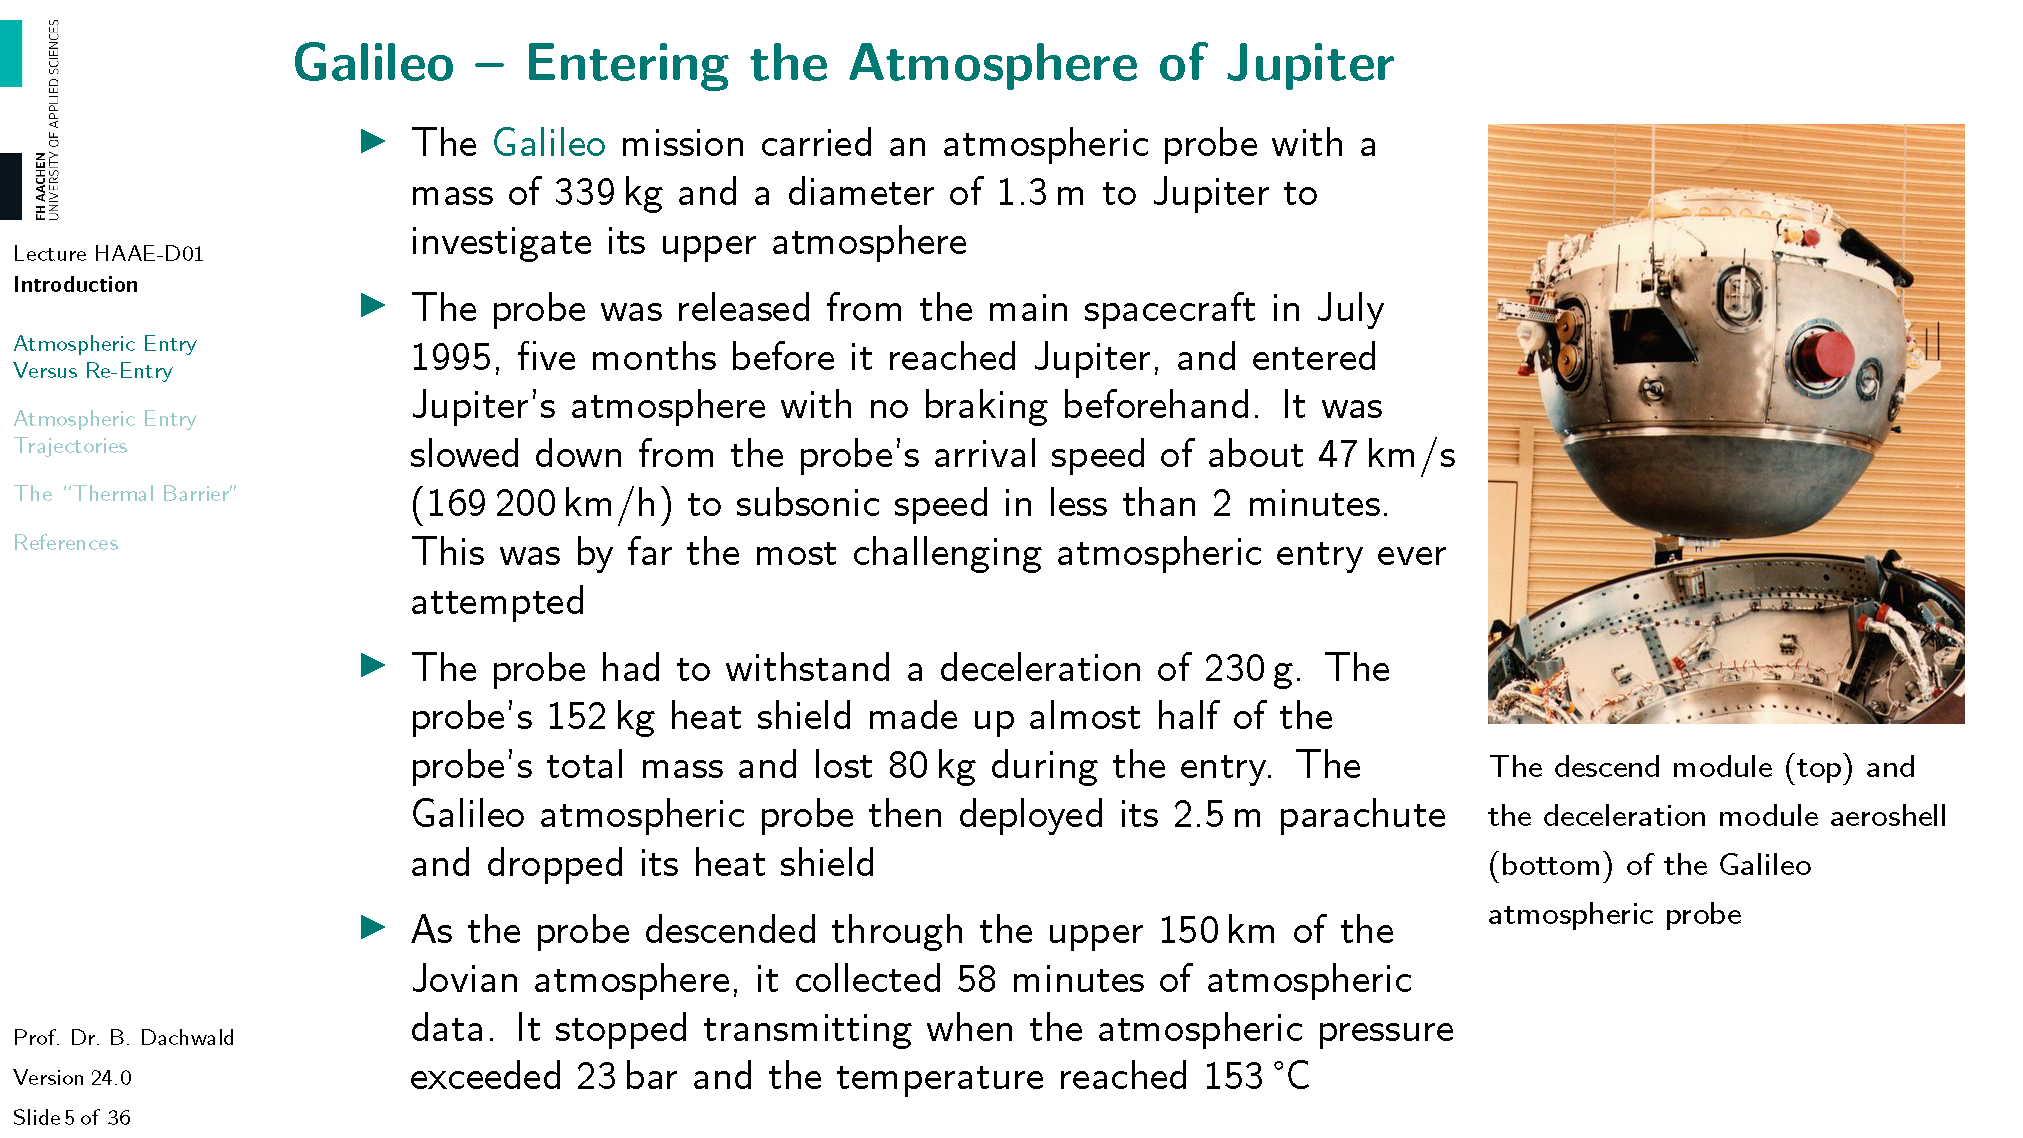 FH AACHEN
UNIVERSITY OF APPLIED SCIENCES
Lecture HAAE-D01
Introduction
Atmospheric Entry
Versus Re-Entry
Atmospheric Entry
Trajectories
The “Thermal Barrier”
References
Prof. Dr. B. Dachwald
Version 24.0
Slide 5 of 36
Galileo – Entering the Atmosphere of Jupiter
▶ The Galileo mission carried an atmospheric probe with a
mass of 339 kg and a diameter of 1.3 m to Jupiter to
investigate its upper atmosphere
▶ The probe was released from the main spacecraft in July
1995, five months before it reached Jupiter, and entered
Jupiter’s atmosphere with no braking beforehand. It was
slowed down from the probe’s arrival speed of about 47 km/s
(169 200 km/h) to subsonic speed in less than 2 minutes.
This was by far the most challenging atmospheric entry ever
attempted
▶ The probe had to withstand a deceleration of 230 g. The
probe’s 152 kg heat shield made up almost half of the
probe’s total mass and lost 80 kg during the entry. The
Galileo atmospheric probe then deployed its 2.5 m parachute
and dropped its heat shield
▶ As the probe descended through the upper 150 km of the
Jovian atmosphere, it collected 58 minutes of atmospheric
data. It stopped transmitting when the atmospheric pressure
exceeded 23 bar and the temperature reached 153 °C
The descend module (top) and
the deceleration module aeroshell
(bottom) of the Galileo
atmospheric probe